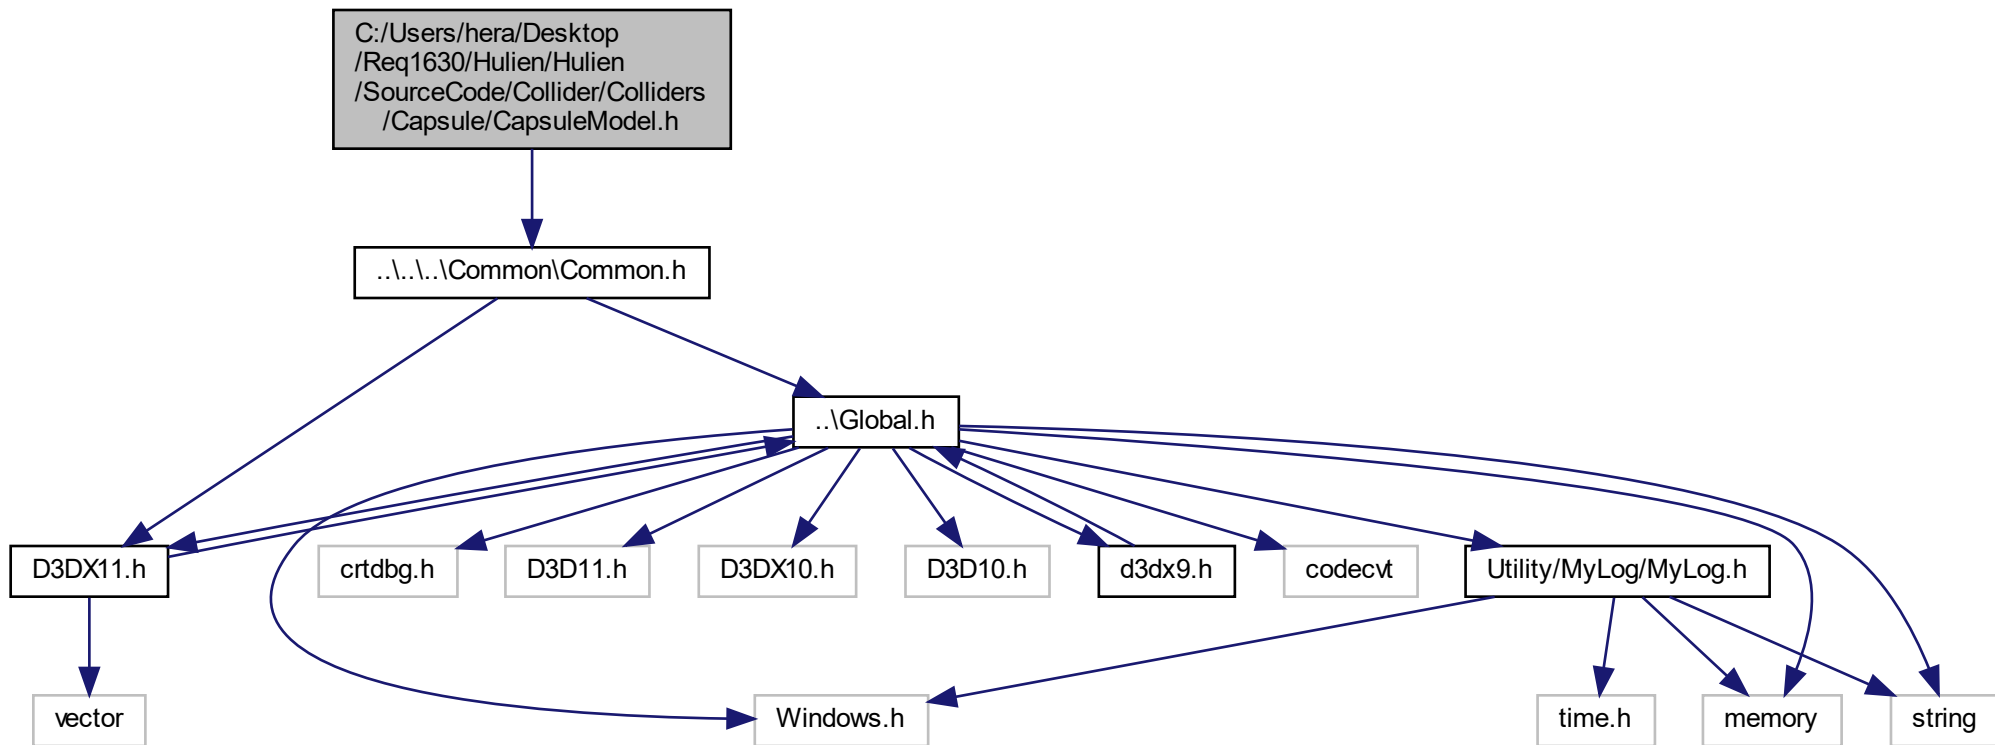 C:/Users/hera/Desktop
/Req1630/Hulien/Hulien
/SourceCode/Collider/Colliders
/Capsule/CapsuleModel.h
..\..\..\Common\Common.h
..\Global.h
D3DX11.h
crtdbg.h
D3D11.h
D3DX10.h
D3D10.h
d3dx9.h
codecvt
Utility/MyLog/MyLog.h
vector
Windows.h
time.h
memory
string